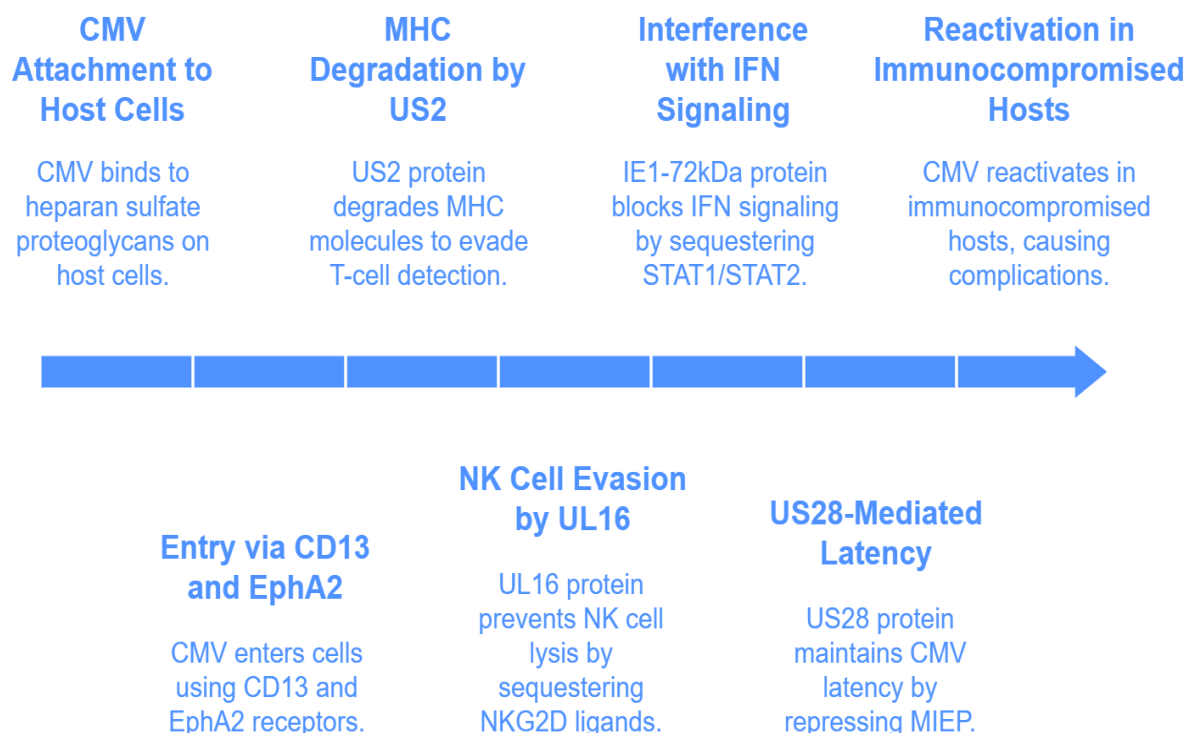 CMV
Attachment to
Host Cells
CMV binds to
heparan sulfate
proteoglycans on
host cells.
MHC
Degradation by
US2
US2 protein
degrades MHC
molecules to evade
T-cell detection.
Interference
with IFN
Signaling
IE1-72kDa protein
blocks IFN signaling
by sequestering
STAT1/STAT2.
Reactivation in
Immunocompromised
Hosts
CMV reactivates in
immunocompromised
hosts, causing
complications.
Entry via CD13
and EphA2
CMV enters cells
using CD13 and
EphA2 receptors.
NK Cell Evasion
by UL16
UL16 protein
prevents NK cell
lysis by
sequestering
NKG2D ligands.
US28-Mediated
Latency
US28 protein
maintains CMV
latency by
repressing MIEP.